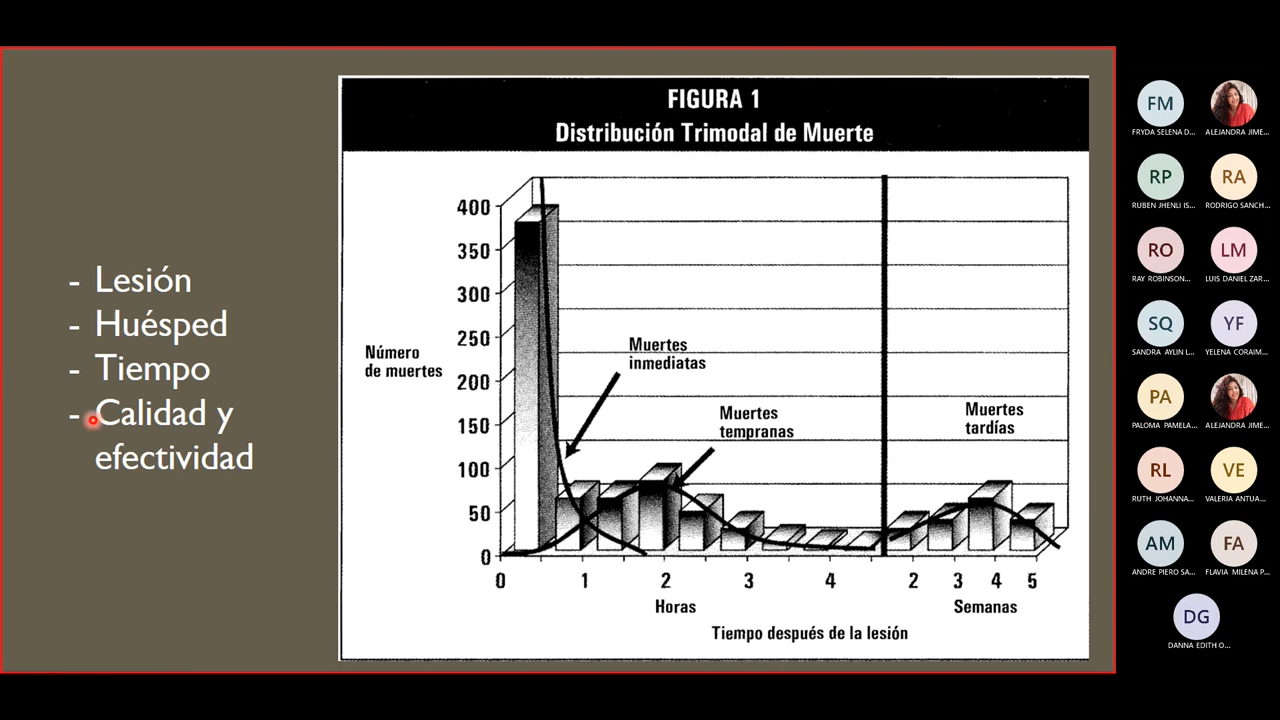 - Lesión
- Huésped
- Tiempo
- Calidad y
efectividad
FIGURA 1
Distribución Trimodal de Muerte
Número
de muertes
400
350
300
250
200
150
100
50
0
Muertes
inmediatas
Muertes
tempranas
Muertes
tardías
0 1 2 3 4 2 3 4 5
Horas
Semanas
Tiempo después de la lesión
FM
FRYDA SELENA D...
ALEJANDRA JIME...
RP
RUBEN JHENLI IS...
RA
RODRIGO SANCH...
RO
RAY ROBINSON...
LM
LUIS DANIEL ZAR...
SQ
SANDRA AYLIN L...
YF
YELENA CORAIM...
PA
PALOMA PAMELA...
ALEJANDRA JIME...
RL
RUTH JOHANNA...
VE
VALERIA ANTUA...
AM
ANDRE PIERO SA...
FA
FLAVIA MILENA P...
DG
DANNA EDITH O...